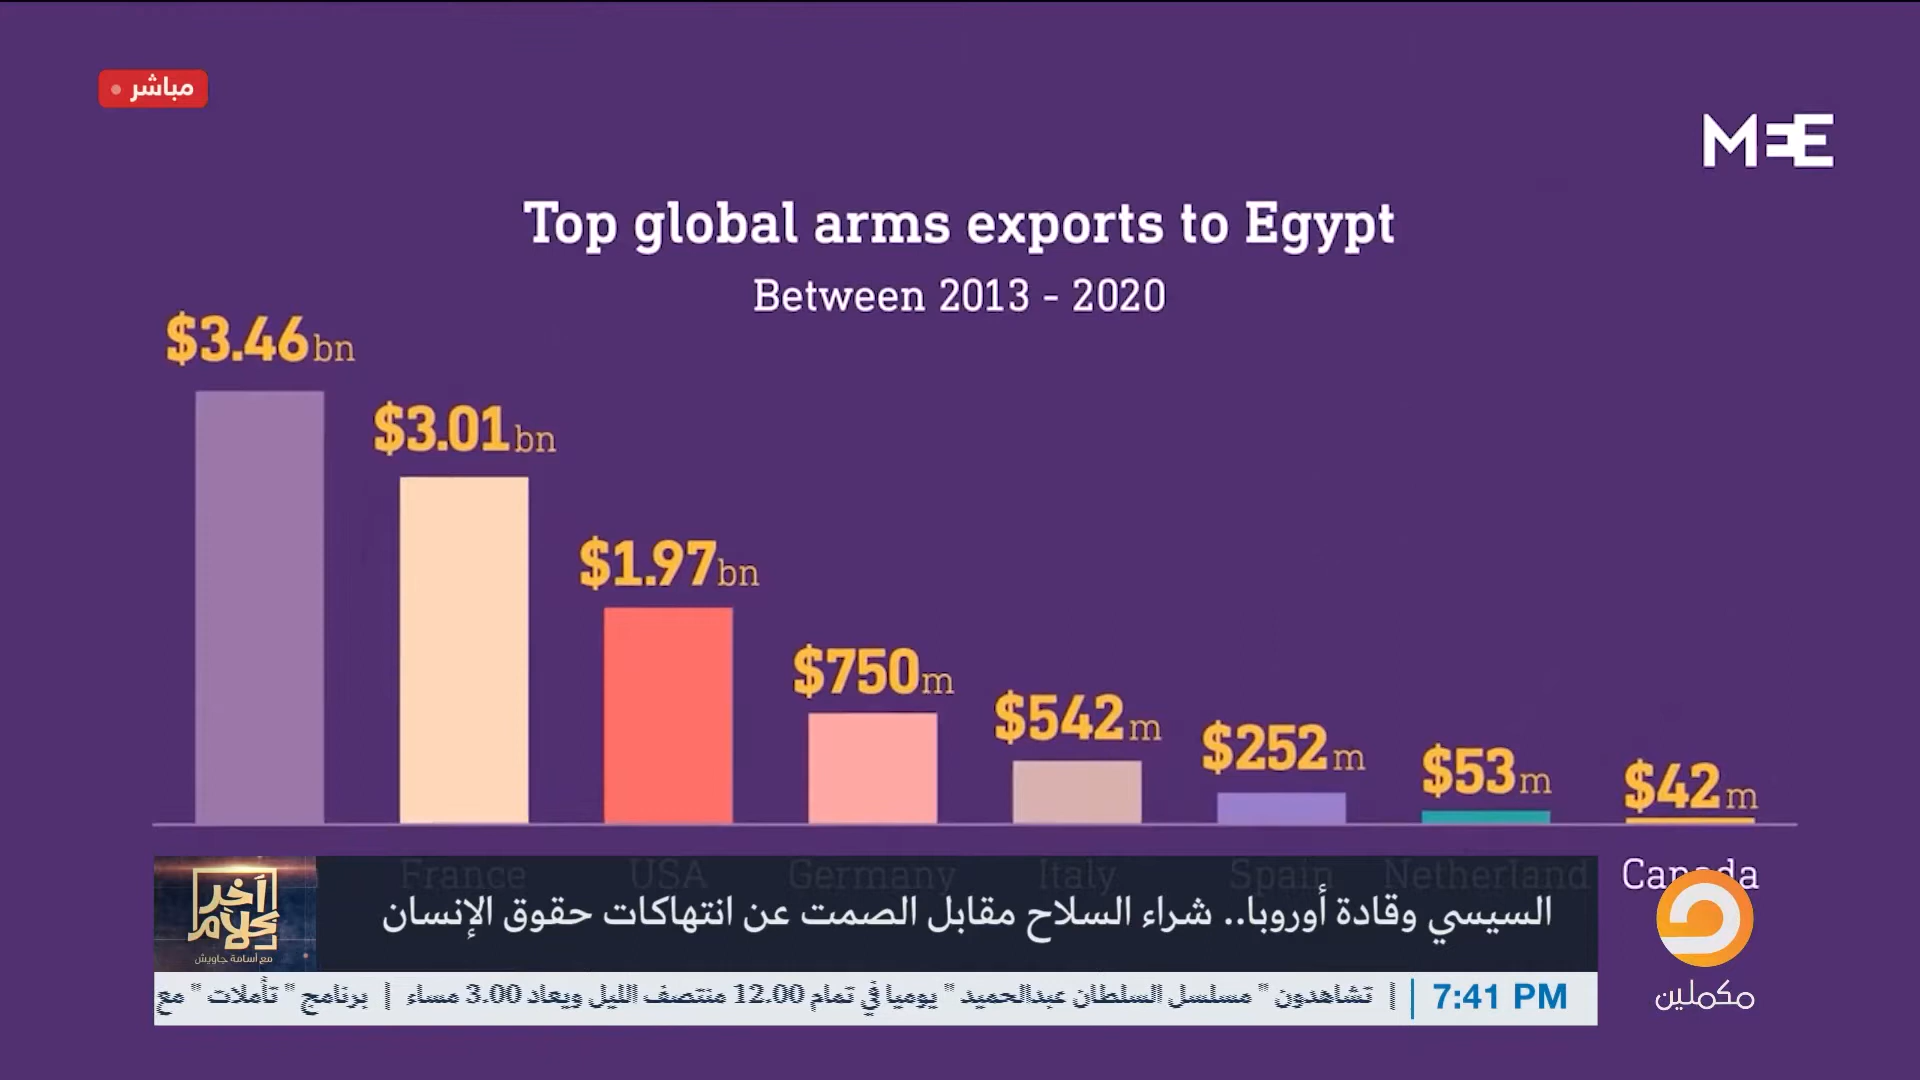 مباشر
MEE
Top global arms exports to Egypt
Between 2013 - 2020
$3.46bn
$3.01bn
$1.97bn
$750m
$542m
$252m
$53m
$42m
France USA Germany Italy Spain Netherland Canada
آخر كلام
مع أسامة جاويش
السيسي وقادة أوروبا.. شراء السلاح مقابل الصمت عن انتهاكات حقوق الإنسان
7:41 PM
| تشاهدون " مسلسل السلطان عبدالحميد " يوميا في تمام 12.00 منتصف الليل ويعاد 3.00 مساء | برنامج " تأملات " مع
مكملين